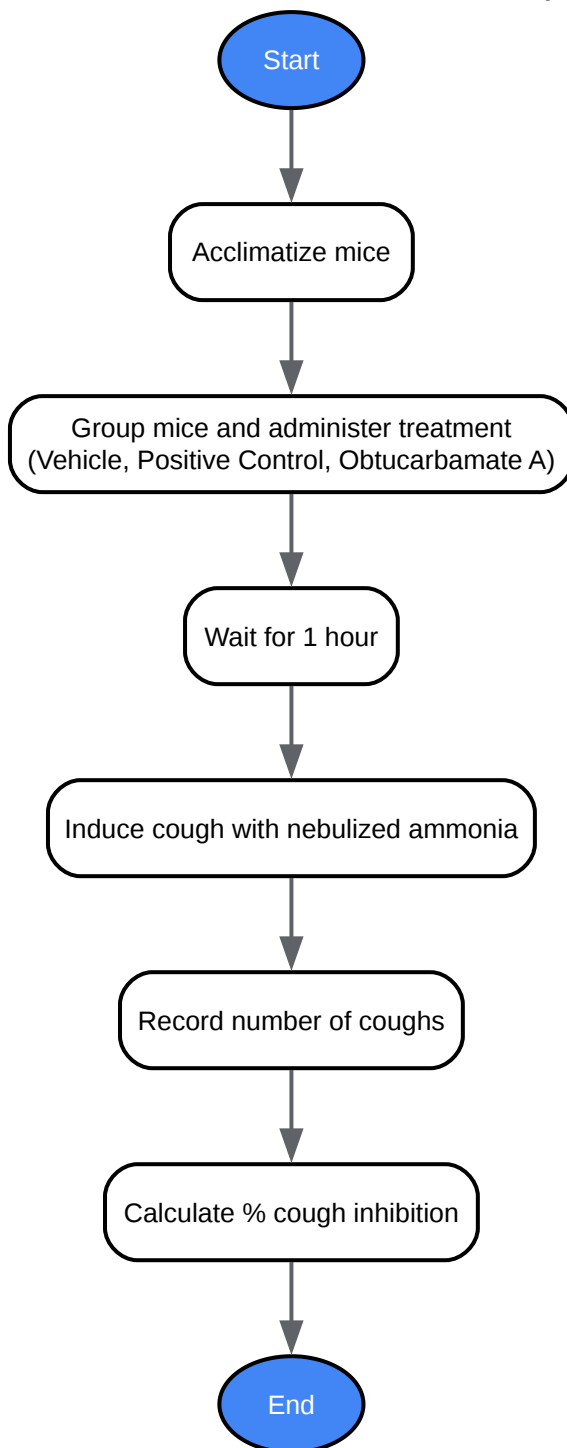 Start
Acclimatize mice
Group mice and administer treatment
(Vehicle, Positive Control, Obtucarbamate A)
Wait for 1 hour
Induce cough with nebulized ammonia
Record number of coughs
Calculate % cough inhibition
End